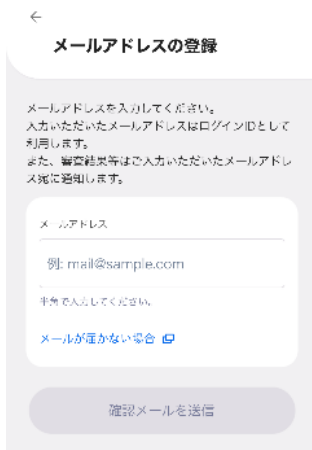 メールアドレスの登録
メールアドレスを入力してください。
入力いただいたメールアドレスはログインIDとして
利用します。
また、審査結果等はご入力いただいたメールアドレ
ス宛に通知します。
メールアドレス
例: mail@sample.com
半角で入力してください。
メールが届かない場合
確認メールを送信